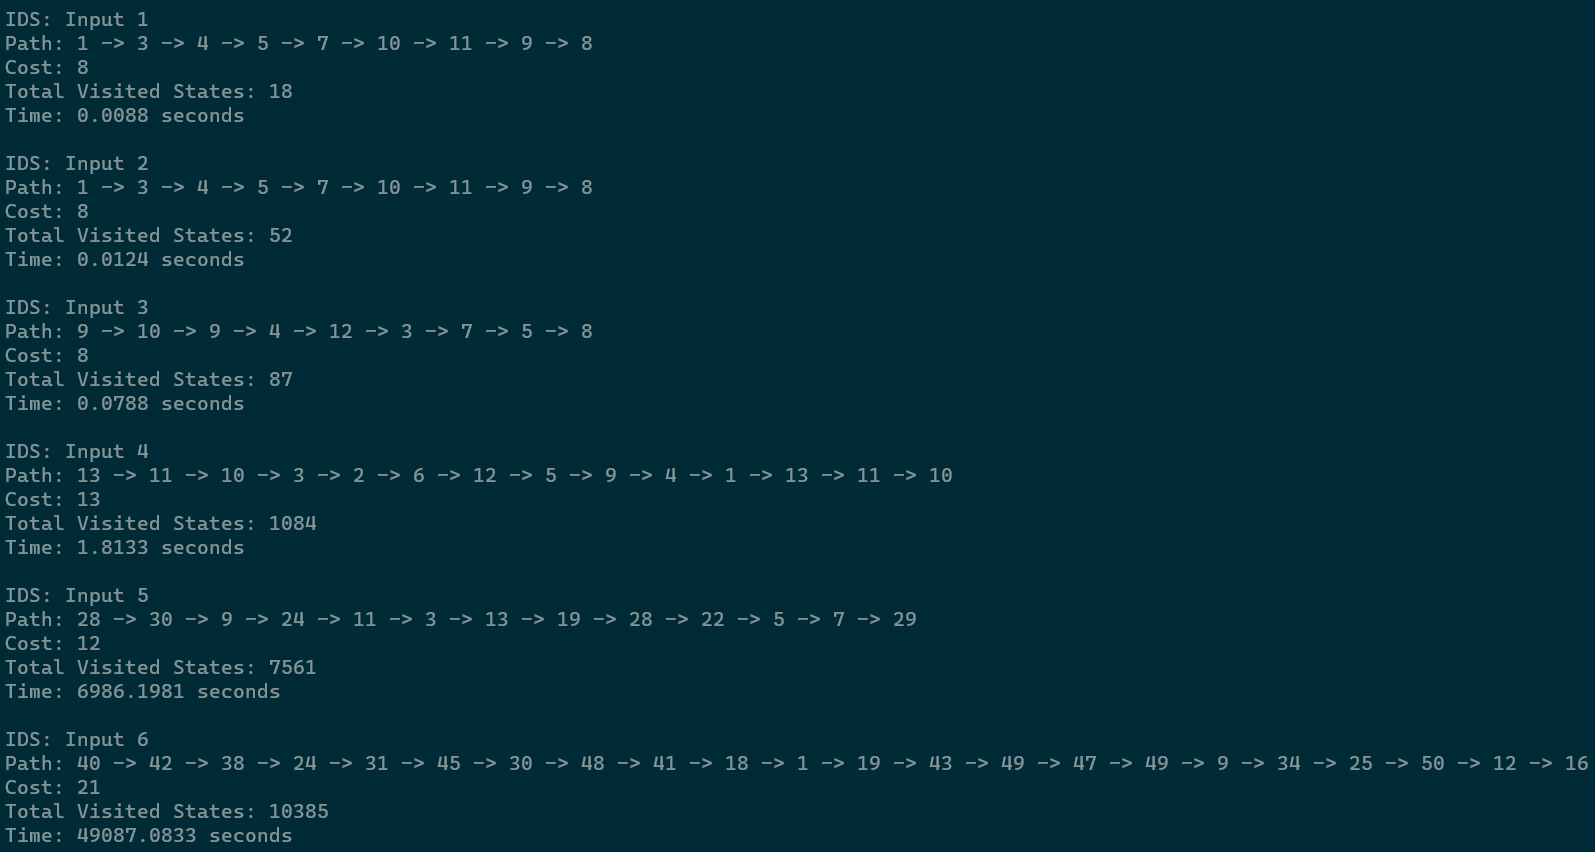 IDS: Input 1
Path: 1 -> 3 -> 4 -> 5 -> 7 -> 10 -> 11 -> 9 -> 8
Cost: 8
Total Visited States: 18
Time: 0.0088 seconds
IDS: Input 2
Path: 1 -> 3 -> 4 -> 5 -> 7 -> 10 -> 11 -> 9 -> 8
Cost: 8
Total Visited States: 52
Time: 0.0124 seconds
IDS: Input 3
Path: 9 -> 10 -> 9 -> 4 -> 12 -> 3 -> 7 -> 5 -> 8
Cost: 8
Total Visited States: 87
Time: 0.0788 seconds
IDS: Input 4
Path: 13 -> 11 -> 10 -> 3 -> 2 -> 6 -> 12 -> 5 -> 9 -> 4 -> 1 -> 13 -> 11 -> 10
Cost: 13
Total Visited States: 1084
Time: 1.8133 seconds
IDS: Input 5
Path: 28 -> 30 -> 9 -> 24 -> 11 -> 3 -> 13 -> 19 -> 28 -> 22 -> 5 -> 7 -> 29
Cost: 12
Total Visited States: 7561
Time: 6986.1981 seconds
IDS: Input 6
Path: 40 -> 42 -> 38 -> 24 -> 31 -> 45 -> 30 -> 48 -> 41 -> 18 -> 1 -> 19 -> 43 -> 49 -> 47 -> 49 -> 9 -> 34 -> 25 -> 50 -> 12 -> 16
Cost: 21
Total Visited States: 10385
Time: 49087.0833 seconds